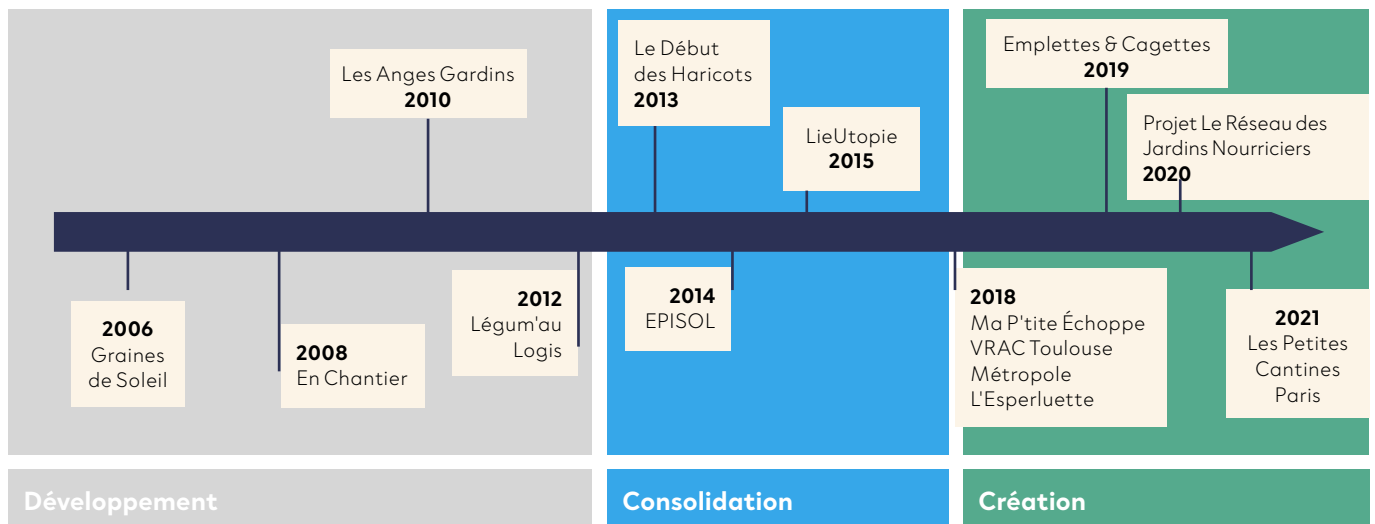 Les Anges Gardins
2010
2006
Graines
de Soleil
2008
En Chantier
2012
Légum'au
Logis
Développement
Le Début
des Haricots
2013
LieUtopie
2015
2014
EPISOL
Consolidation
Emplettes & Cagettes
2019
Projet Le Réseau des
Jardins Nourriciers
2020
2018
Ma P'tite Échoppe
VRAC Toulouse
Métropole
L'Esperluette
2021
Les Petites
Cantines
Paris
Création